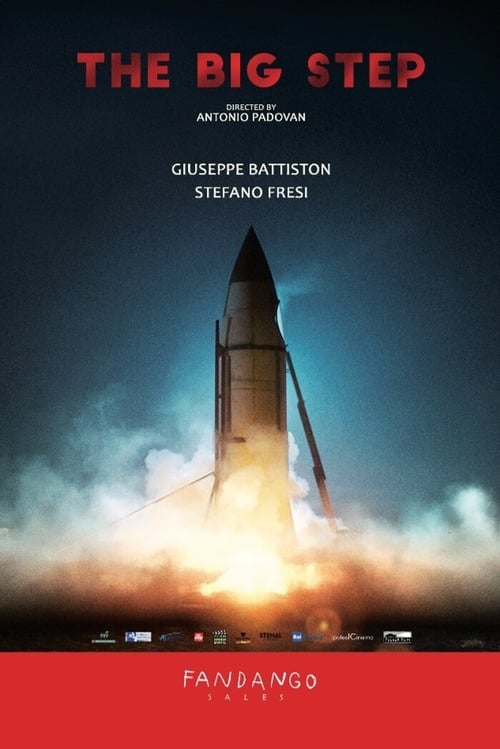 THE BIG STEP
DIRECTED BY
ANTONIO PADOVAN
GIUSEPPE BATTISTON
STEFANO FRESI
FANDANGO
SALES